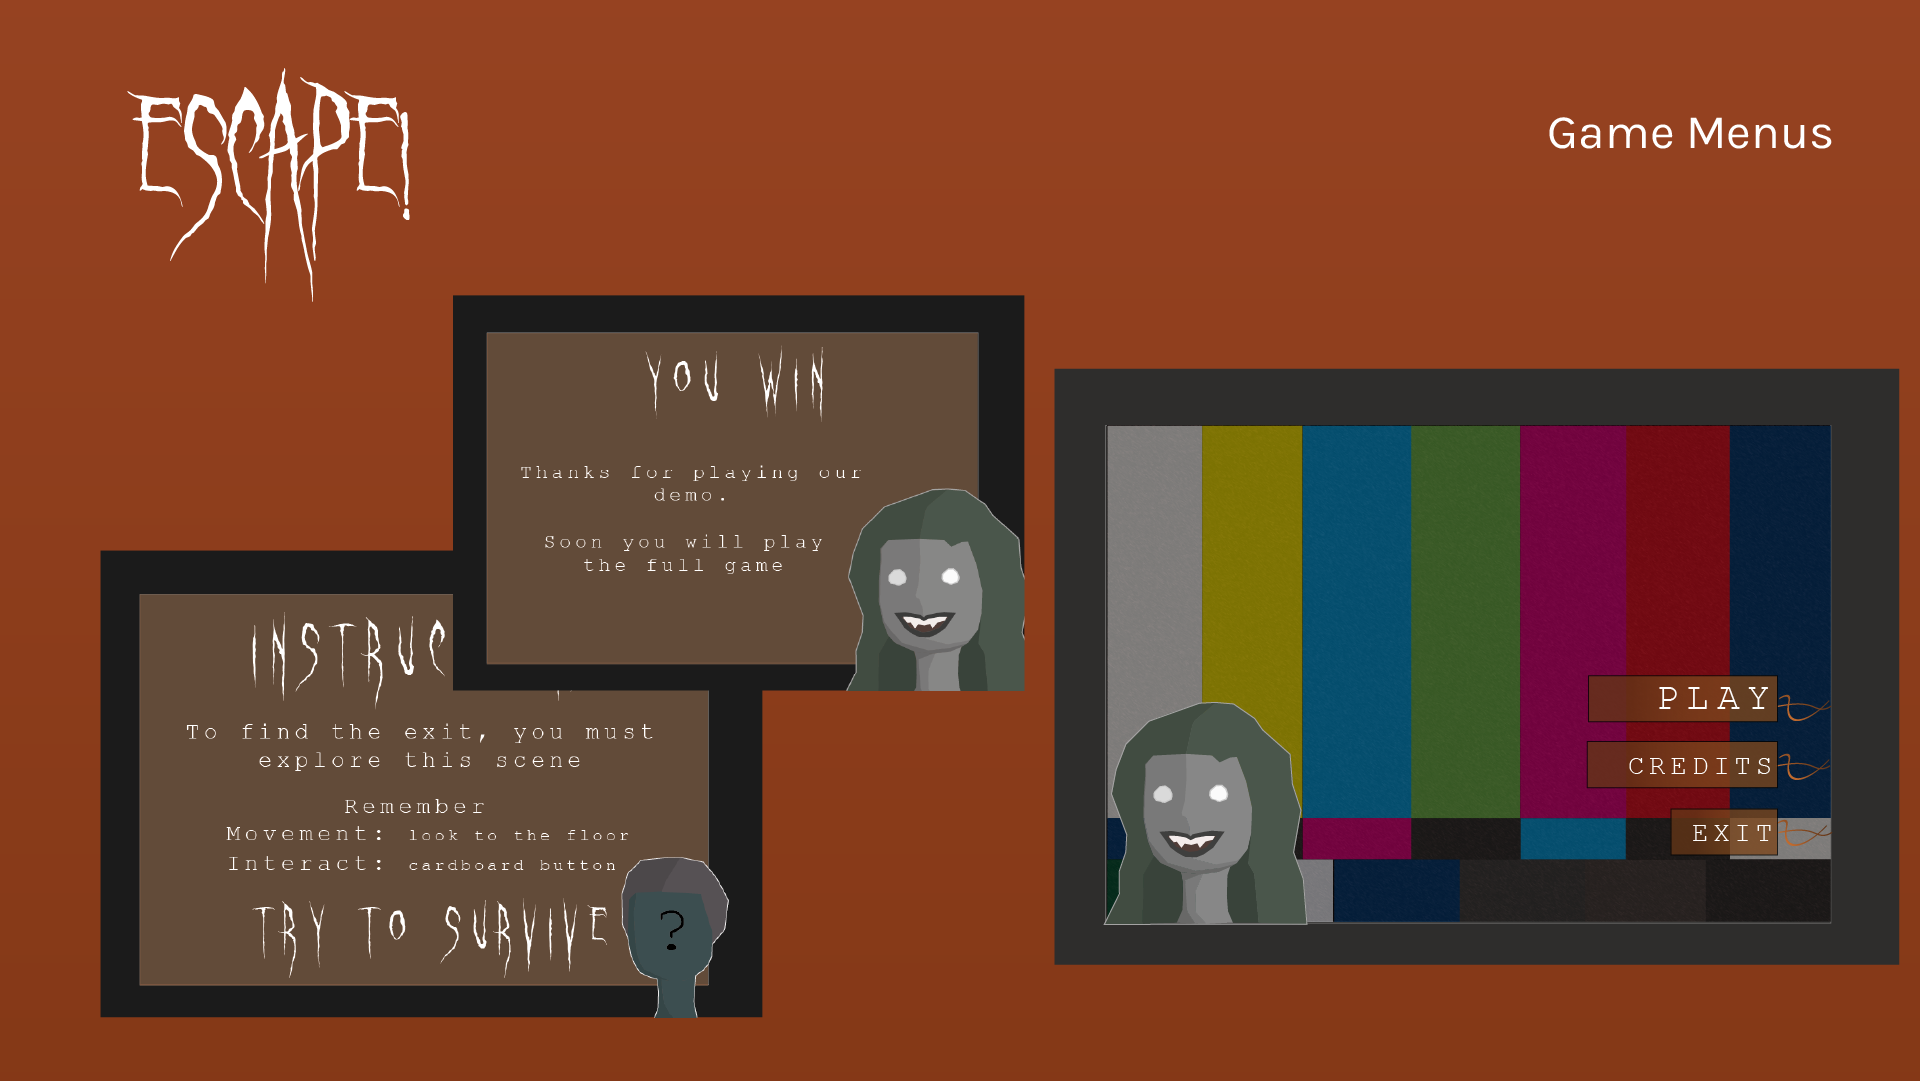 ESCAPE!
Game Menus
YOU WIN
Thanks for playing our
demo.
Soon you will play
the full game
INSTRUC
To find the exit, you must
explore this scene
Remember
Movement: look to the floor
Interact: cardboard button
TRY TO SURVIVE
?
PLAY
CREDITS
EXIT